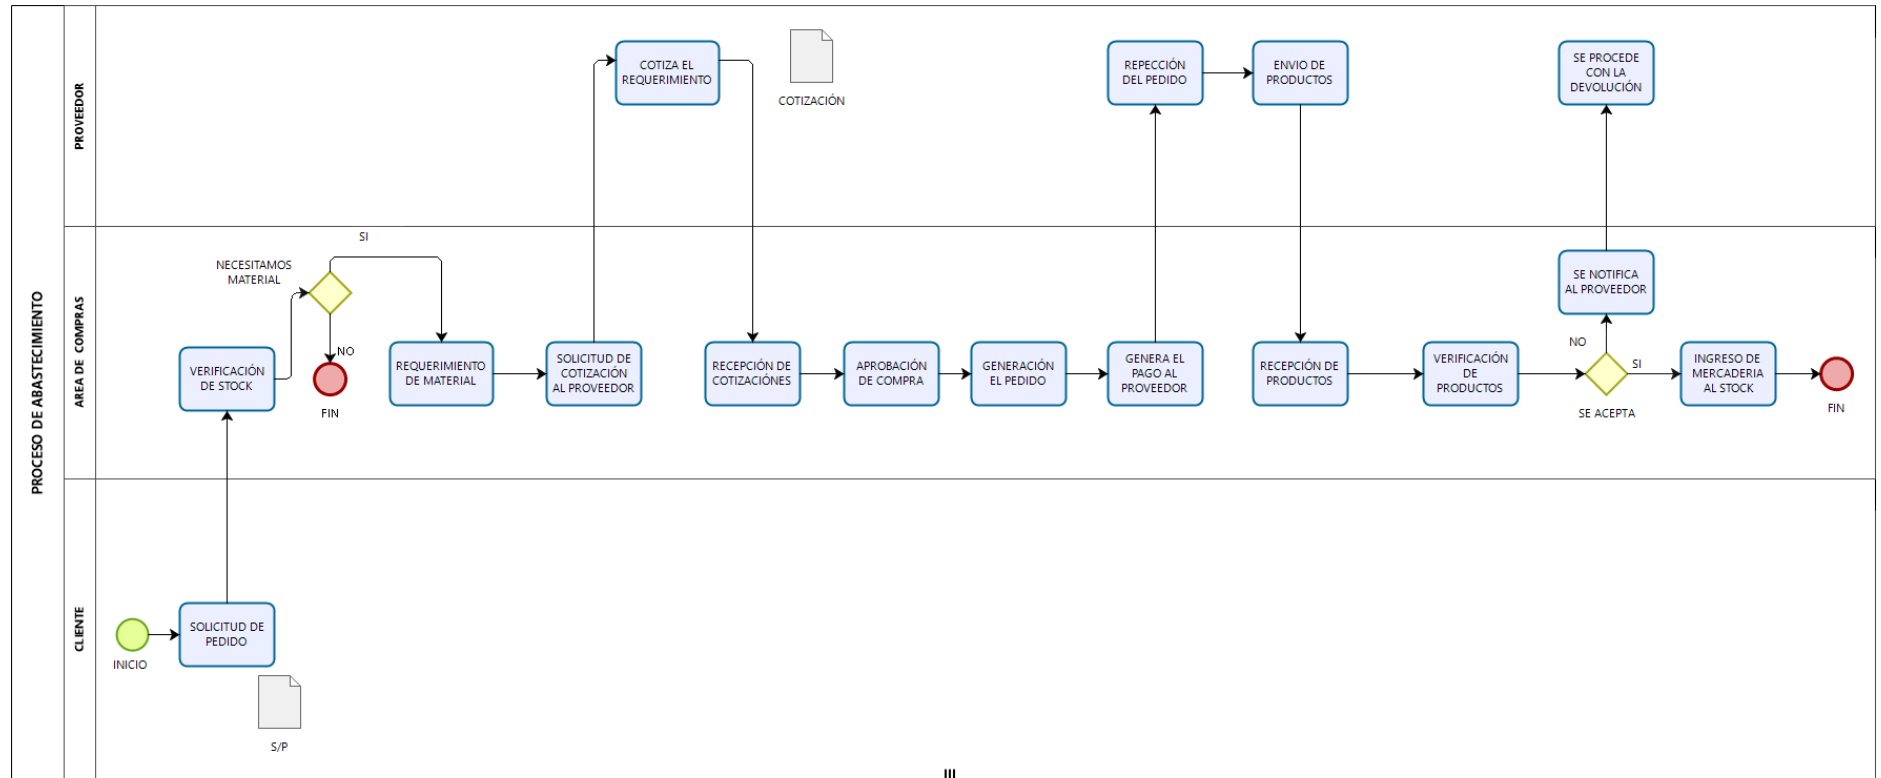 PROCESO DE ABASTECIMIENTO
PROVEEDOR
COTIZA EL
REQUERIMIENTO
COTIZACIÓN
REPECCIÓN
DEL PEDIDO
ENVIO DE
PRODUCTOS
SE PROCEDE
CON LA
DEVOLUCIÓN
AREA DE COMPRAS
NECESITAMOS
MATERIAL
SI
NO
FIN
VERIFICACIÓN
DE STOCK
REQUERIMIENTO
DE MATERIAL
SOLICITUD DE
COTIZACIÓN
AL PROVEEDOR
RECEPCIÓN DE
COTIZACIÓNES
APROBACIÓN
DE COMPRA
GENERACIÓN
EL PEDIDO
GENERA EL
PAGO AL
PROVEEDOR
RECEPCIÓN DE
PRODUCTOS
VERIFICACIÓN
DE
PRODUCTOS
SE NOTIFICA
AL PROVEEDOR
NO
SI
SE ACEPTA
INGRESO DE
MERCADERIA
AL STOCK
FIN
CLIENTE
INICIO
SOLICITUD DE
PEDIDO
S/P